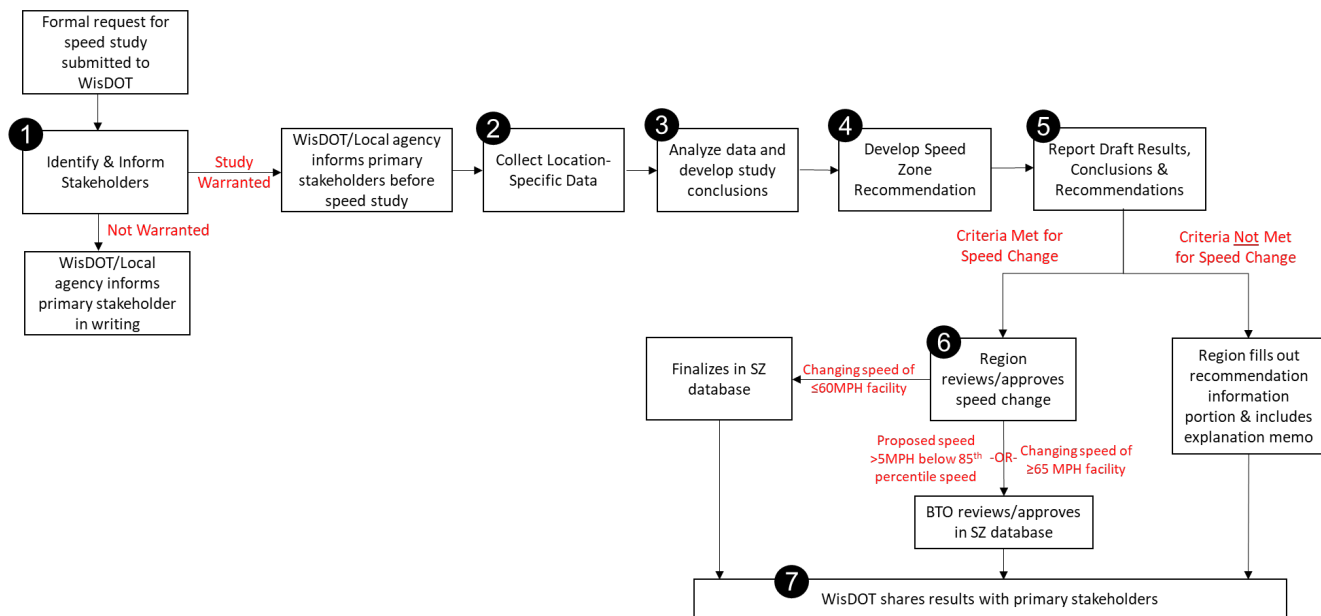 Formal request for
speed study
submitted to
WisDOT
1
Identify & Inform
Stakeholders
Study
Warranted
Not Warranted
WisDOT/Local
agency informs
primary stakeholder
in writing
WisDOT/Local agency
informs primary
stakeholders before
speed study
2
Collect Location-
Specific Data
3
Analyze data and
develop study
conclusions
4
Develop Speed
Zone
Recommendation
5
Report Draft Results,
Conclusions &
Recommendations
Criteria Met for
Speed Change
Criteria Not Met
for Speed Change
6
Region
reviews/approves
speed change
Changing speed of
≤60MPH facility
Finalizes in SZ
database
Region fills out
recommendation
information
portion & includes
explanation memo
Proposed speed
>5MPH below 85th
percentile speed
-OR-
Changing speed of
≥65 MPH facility
BTO reviews/approves
in SZ database
7
WisDOT shares results with primary stakeholders